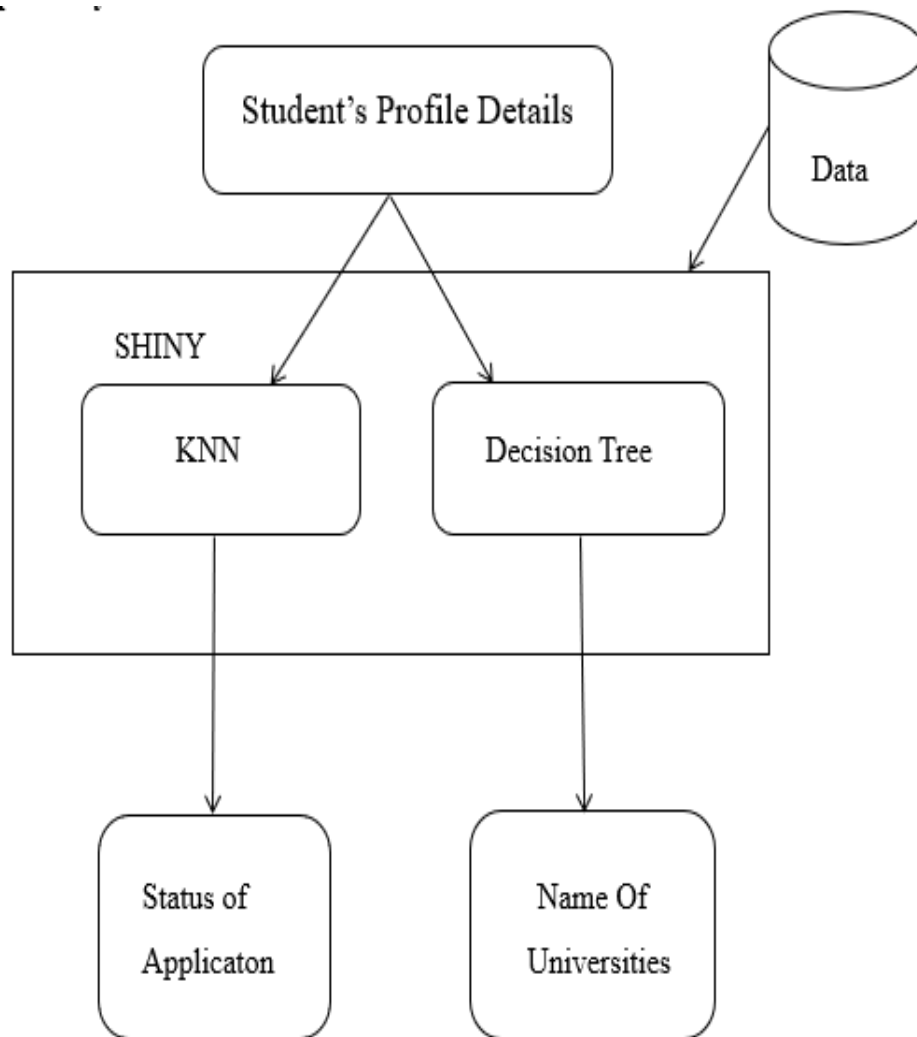 Student’s Profile Details
Data
SHINY
KNN
Decision Tree
Status of
Applicaton
Name Of
Universities